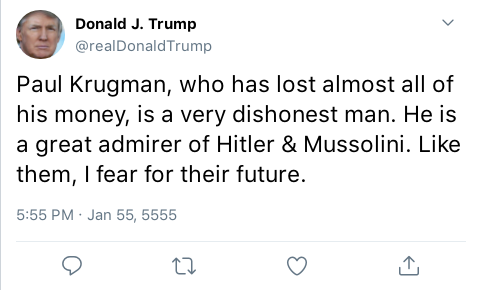 Donald J. Trump
@realDonaldTrump
Paul Krugman, who has lost almost all of
his money, is a very dishonest man. He is
a great admirer of Hitler & Mussolini. Like
them, I fear for their future.
5:55 PM · Jan 55, 5555